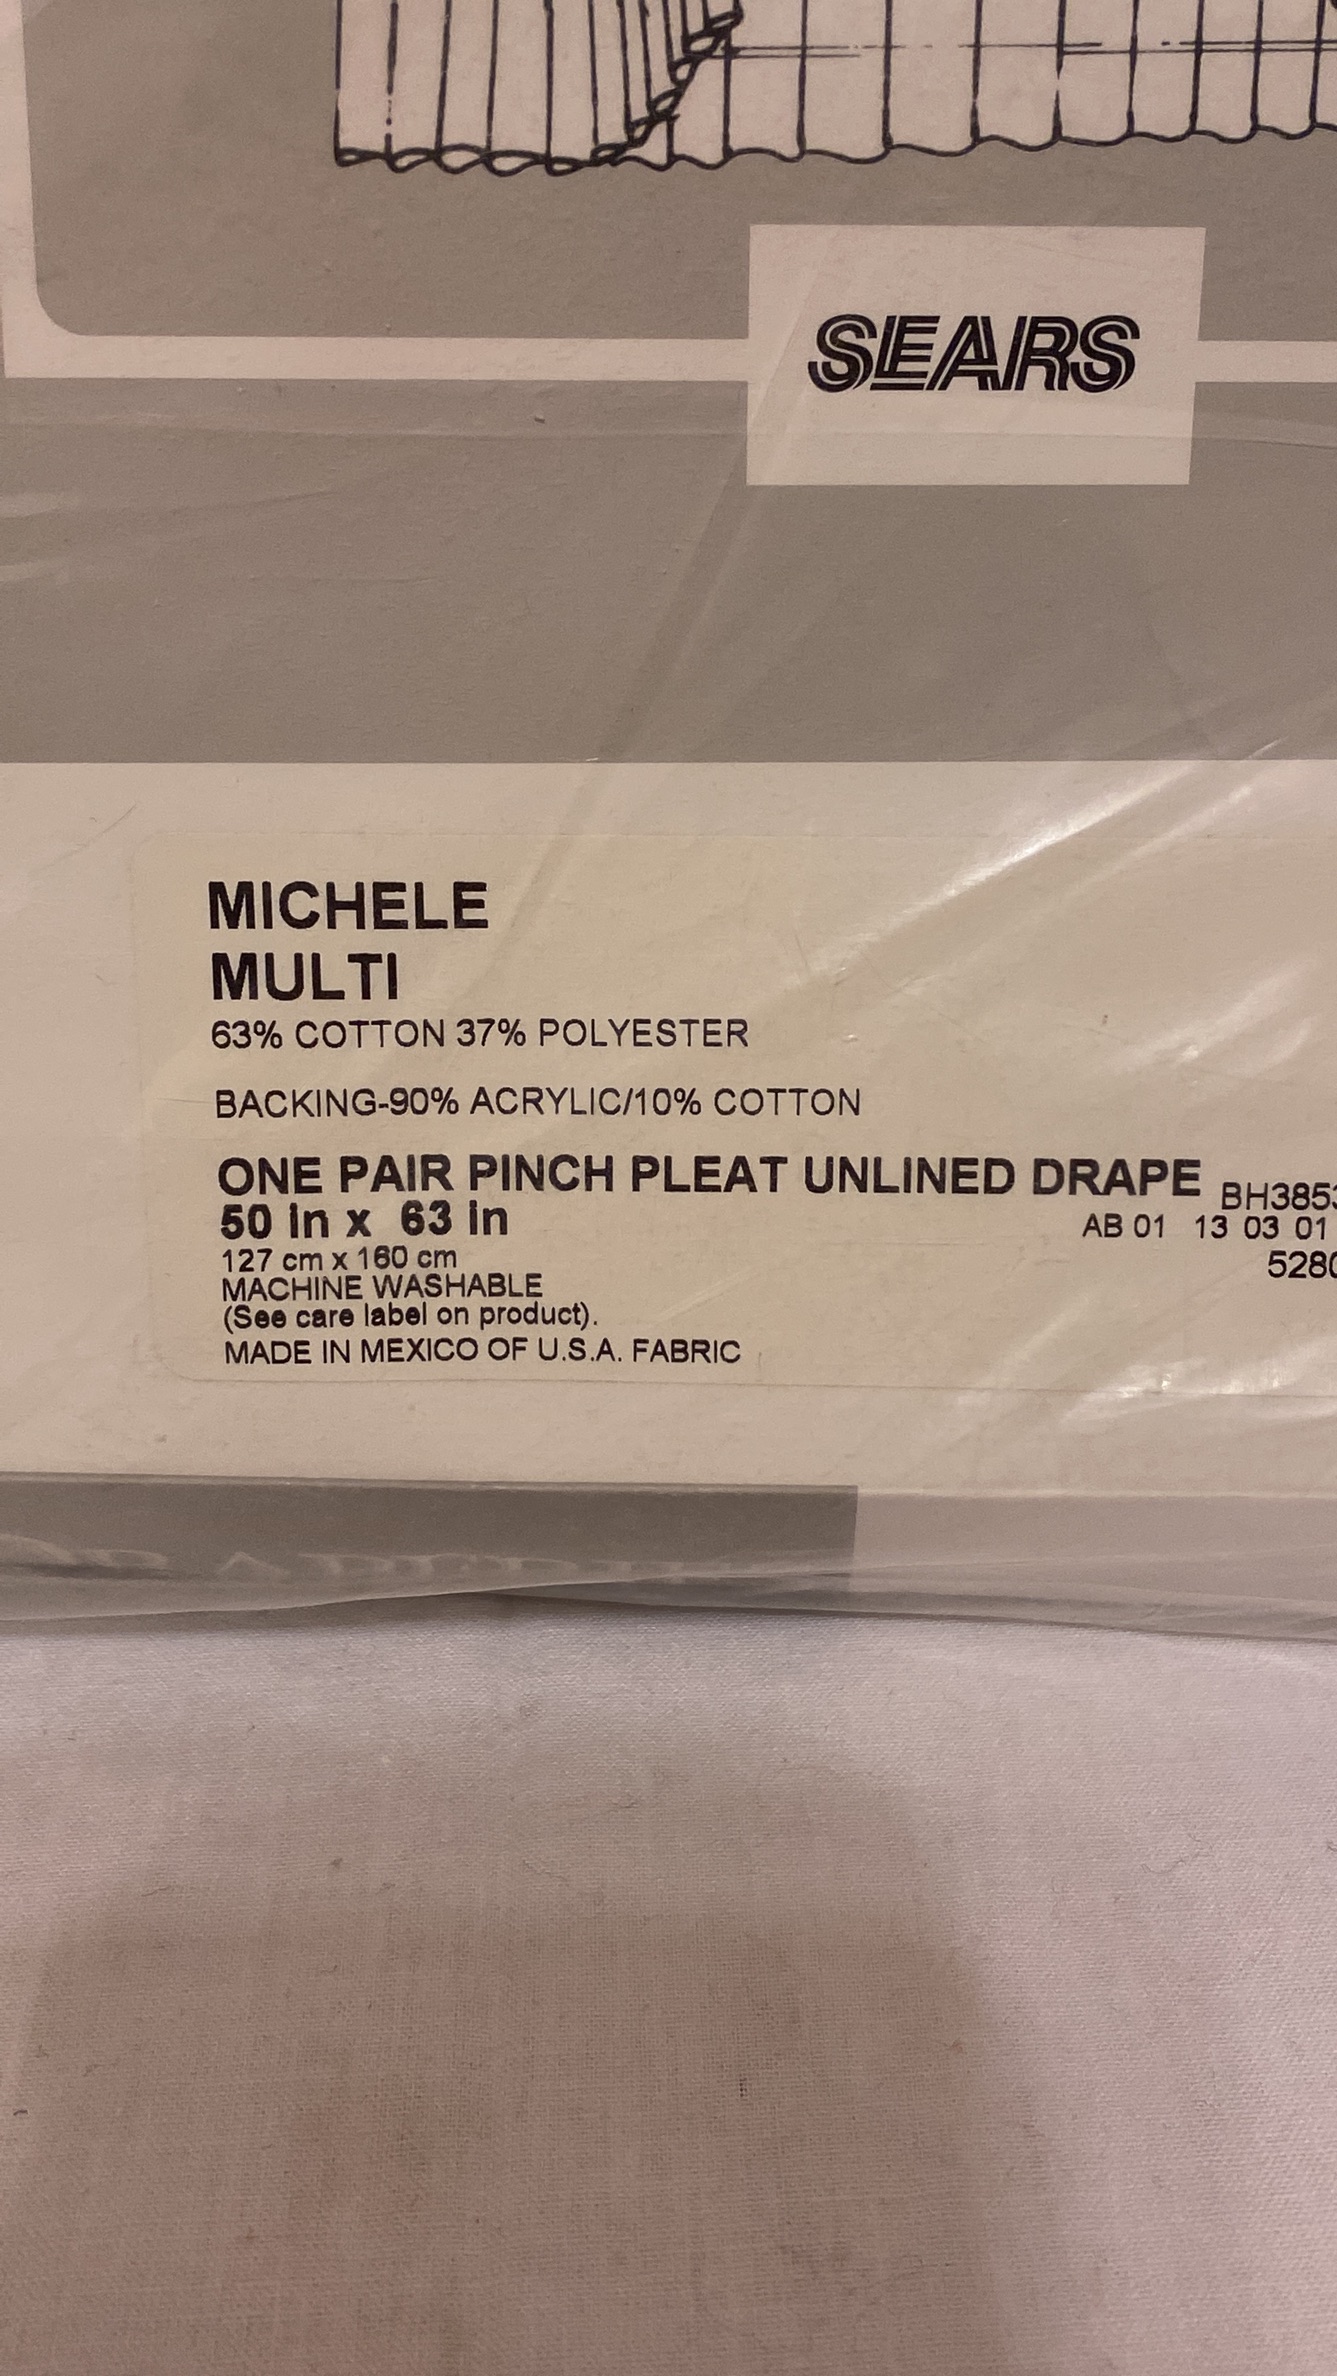 SEARS
MICHELE
MULTI
63% COTTON 37% POLYESTER
BACKING-90% ACRYLIC/10% COTTON
ONE PAIR PINCH PLEAT UNLINED DRAPE
BH3853
50 in x 63 in
AB 01 13 03 01
127 cm x 160 cm
5280
MACHINE WASHABLE
(See care label on product).
MADE IN MEXICO OF U.S.A. FABRIC